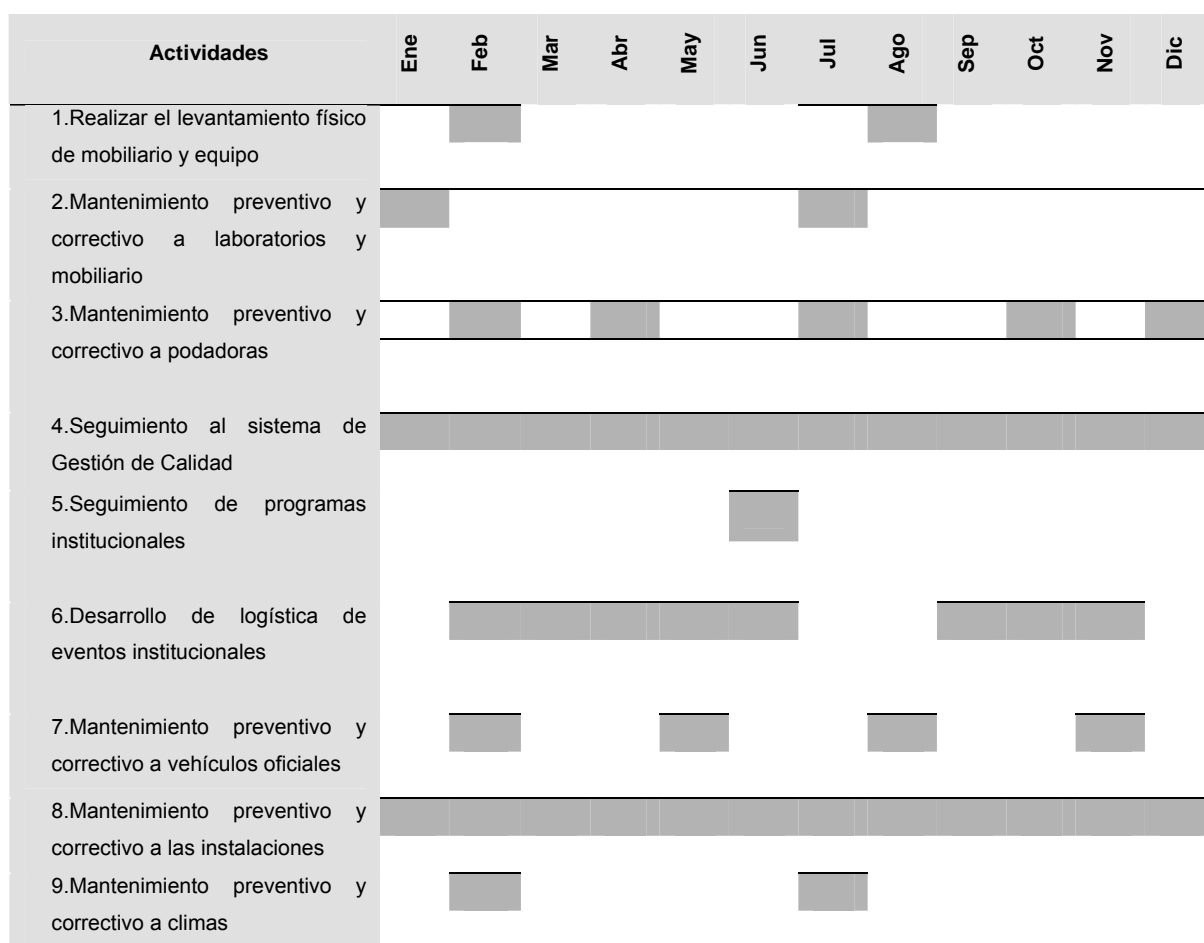 Actividades Ene Feb Mar Abr May Jun Jul Ago Sep Oct Nov Dic
1.Realizar el levantamiento físico
de mobiliario y equipo
2.Mantenimiento preventivo y
correctivo a laboratorios y
mobiliario
3.Mantenimiento preventivo y
correctivo a podadoras
4.Seguimiento al sistema de
Gestión de Calidad
5.Seguimiento de programas
institucionales
6.Desarrollo de logística de
eventos institucionales
7.Mantenimiento preventivo y
correctivo a vehículos oficiales
8.Mantenimiento preventivo y
correctivo a las instalaciones
9.Mantenimiento preventivo y
correctivo a climas